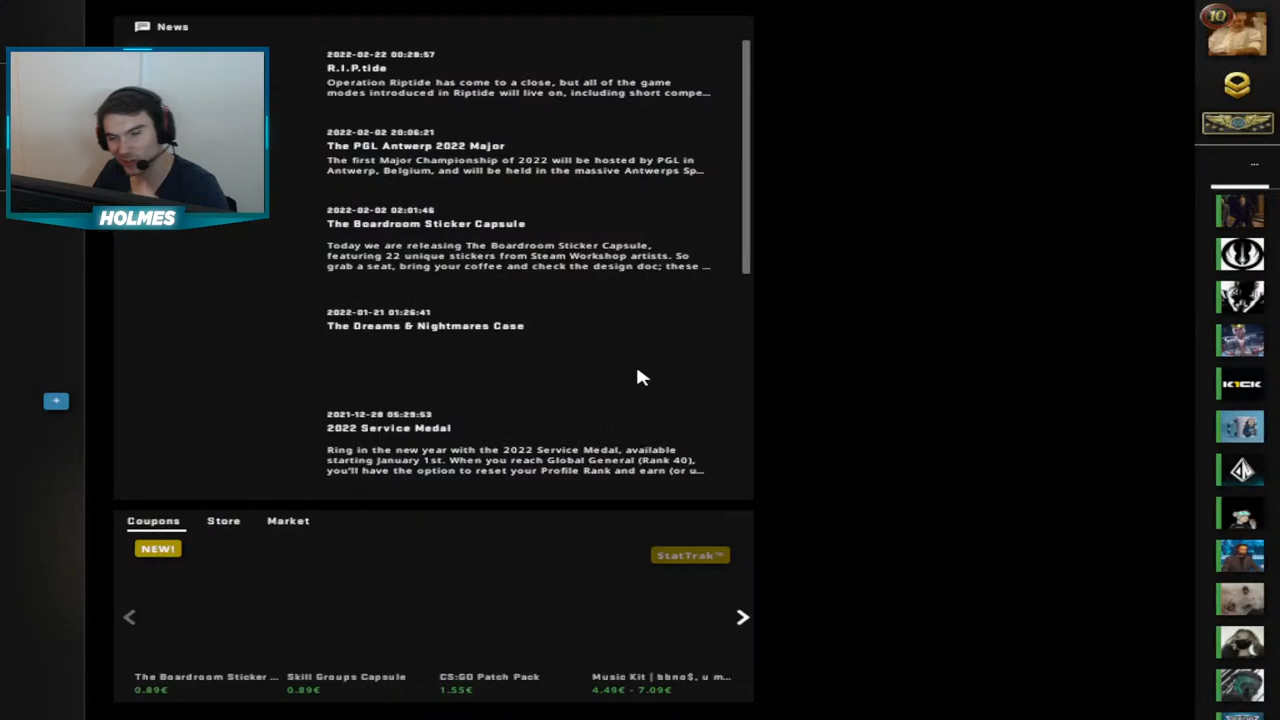 News
2022-02-22 00:28:57
R.I.P.tide
Operation Riptide has come to a close, but all of the game
modes introduced in Riptide will live on, including short compe...
2022-02-02 20:06:21
The PGL Antwerp 2022 Major
The first Major Championship of 2022 will be hosted by PGL in
Antwerp, Belgium, and will be held in the massive Antwerps Sp...
2022-02-02 02:01:46
The Boardroom Sticker Capsule
Today we are releasing The Boardroom Sticker Capsule,
featuring 22 unique stickers from Steam Workshop artists. So
grab a seat, bring your coffee and check the design doc; these ...
2022-01-21 01:26:41
The Dreams & Nightmares Case
2021-12-28 05:29:53
2022 Service Medal
Ring in the new year with the 2022 Service Medal, available
starting January 1st. When you reach Global General (Rank 40),
you'll have the option to reset your Profile Rank and earn (or u...
HOLMES
Coupons Store Market
NEW!
StatTrak™
The Boardroom Sticker ...
0.89€
Skill Groups Capsule
0.89€
CS:GO Patch Pack
1.55€
Music Kit | bbno$, u m...
4.49€ - 7.09€
10
...
K1CK